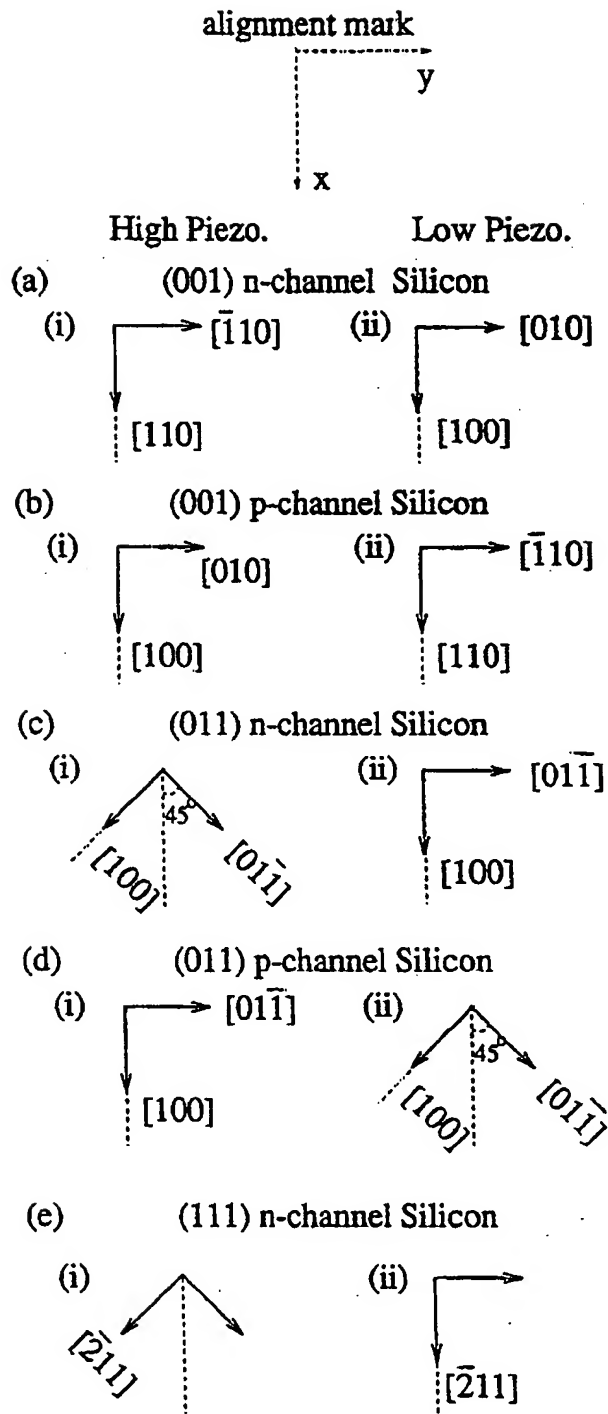 alignment mark
y
x
High Piezo. Low Piezo.
(a) (001) n-channel Silicon
(i) [1̄10] (ii) [010]
[110] [100]
(b) (001) p-channel Silicon
(i) [010] (ii) [1̄10]
[100] [110]
(c) (011) n-channel Silicon
(i) 45° [100] [011̄] (ii) [011̄]
[100]
(d) (011) p-channel Silicon
(i) [011̄] (ii) 45° [100] [011̄]
[100]
(e) (111) n-channel Silicon
(i) [2̄11] (ii) [2̄11]